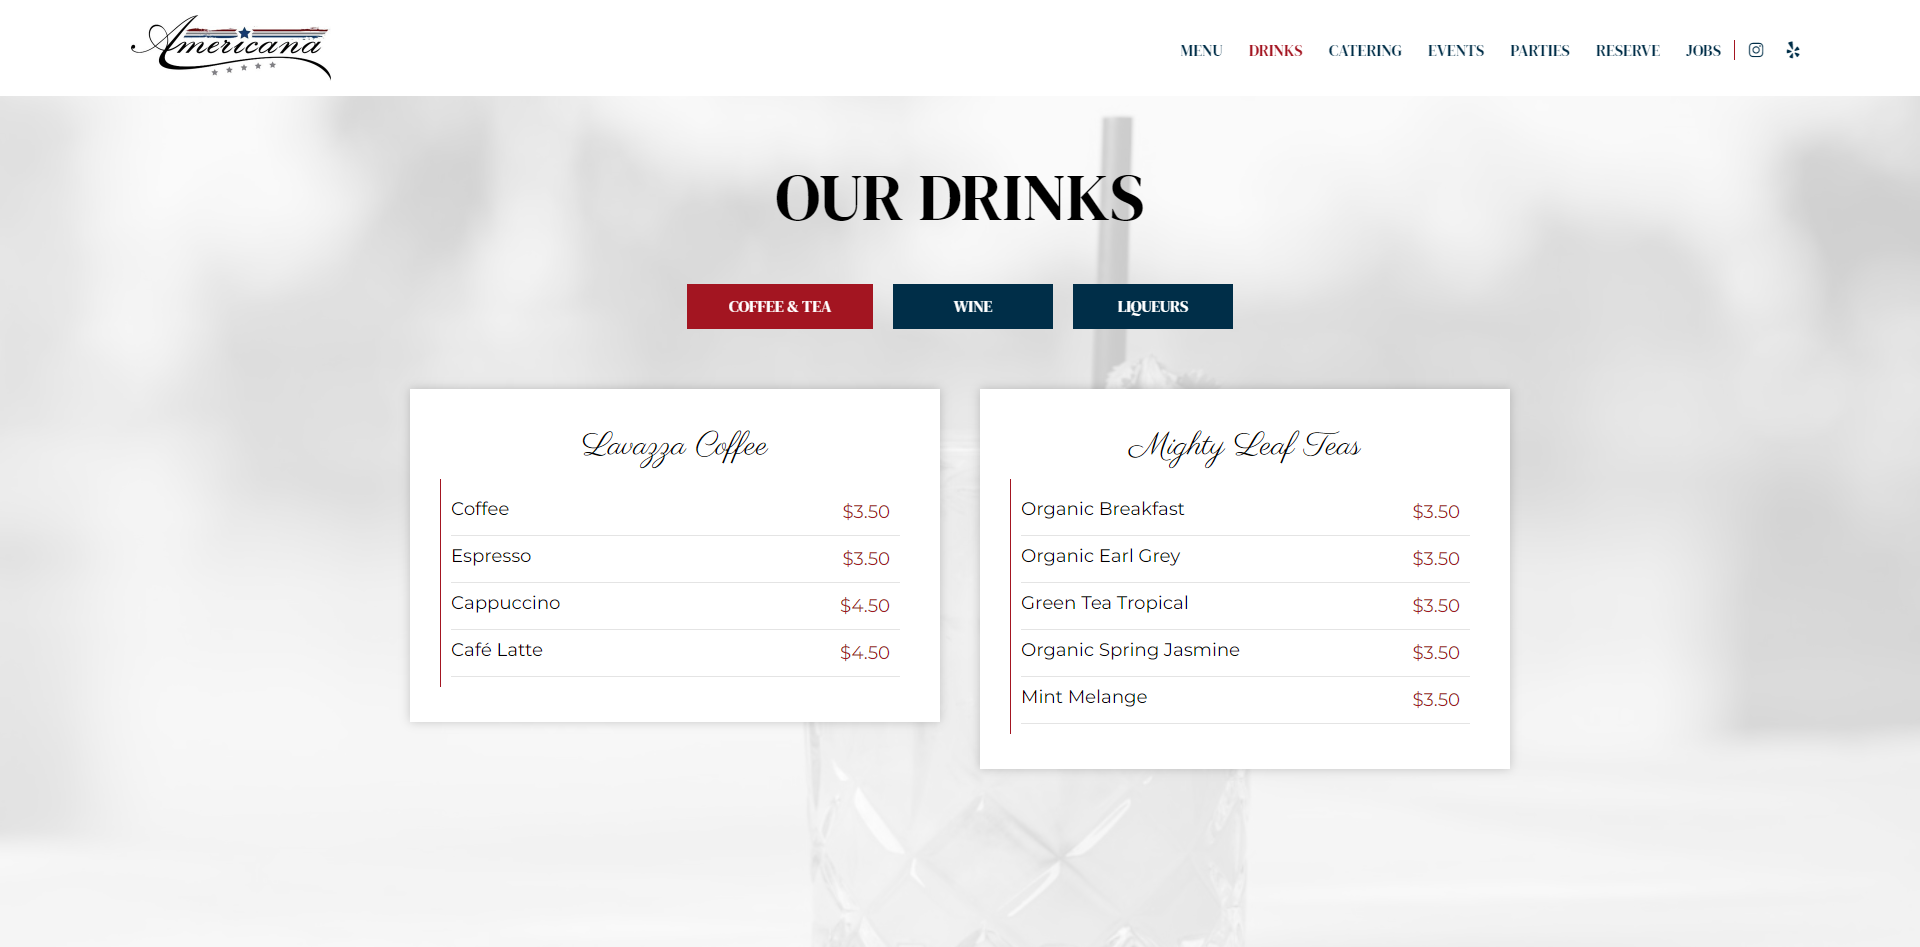 Americana
MENU DRINKS CATERING EVENTS PARTIES RESERVE JOBS
OUR DRINKS
COFFEE & TEA WINE LIQUEURS
Lavazza Coffee
Coffee $3.50
Espresso $3.50
Cappuccino $4.50
Café Latte $4.50
Mighty Leaf Teas
Organic Breakfast $3.50
Organic Earl Grey $3.50
Green Tea Tropical $3.50
Organic Spring Jasmine $3.50
Mint Melange $3.50